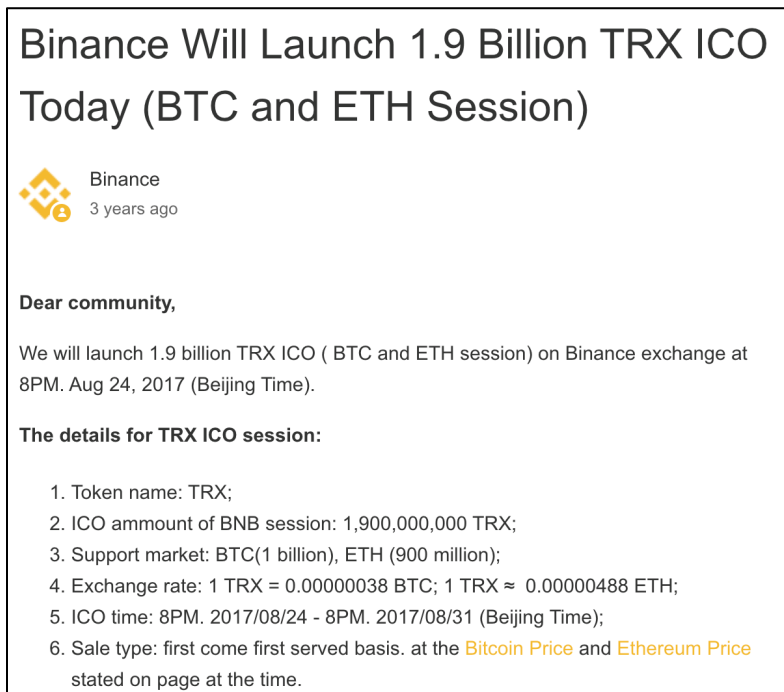 Binance Will Launch 1.9 Billion TRX ICO
Today (BTC and ETH Session)
Binance
3 years ago
Dear community,
We will launch 1.9 billion TRX ICO ( BTC and ETH session) on Binance exchange at
8PM. Aug 24, 2017 (Beijing Time).
The details for TRX ICO session:
1. Token name: TRX;
2. ICO ammount of BNB session: 1,900,000,000 TRX;
3. Support market: BTC(1 billion), ETH (900 million);
4. Exchange rate: 1 TRX = 0.00000038 BTC; 1 TRX ≈ 0.00000488 ETH;
5. ICO time: 8PM. 2017/08/24 - 8PM. 2017/08/31 (Beijing Time);
6. Sale type: first come first served basis. at the Bitcoin Price and Ethereum Price
stated on page at the time.